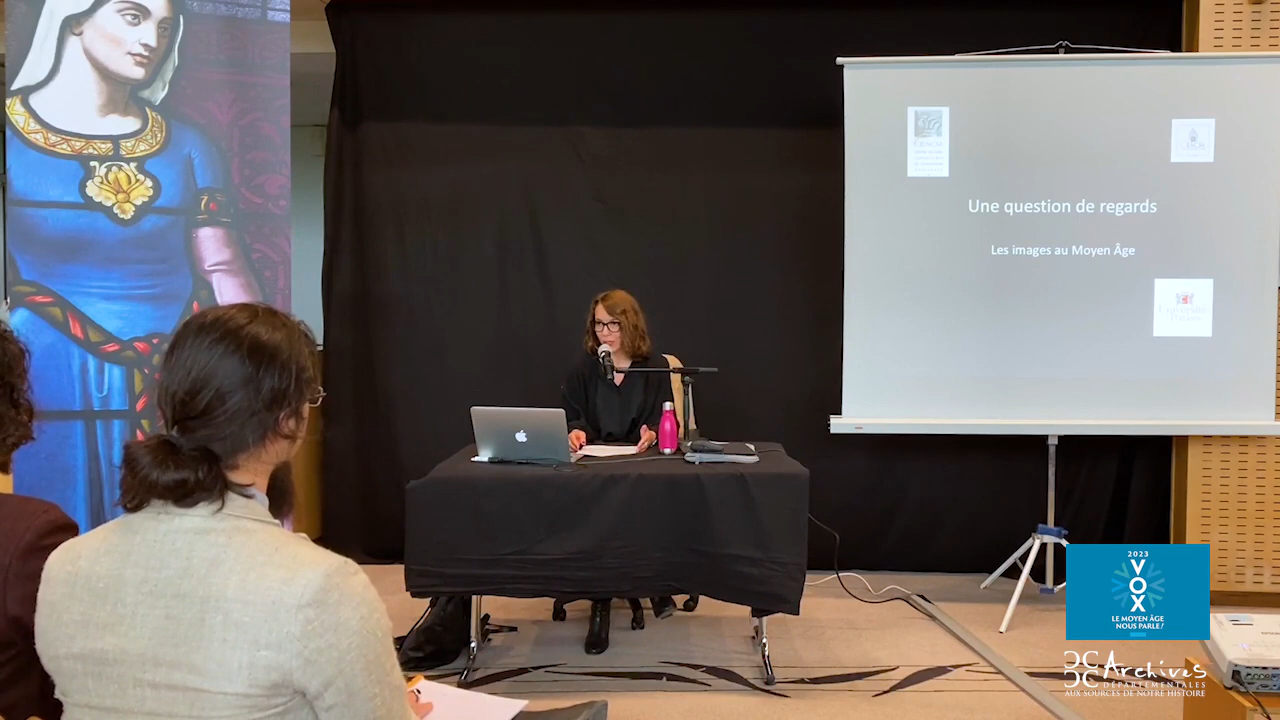 Une question de regards
Les images au Moyen Âge
2023
VOX
LE MOYEN ÂGE
NOUS PARLE !
Archives
DÉPARTEMENTALES
AUX SOURCES DE NOTRE HISTOIRE